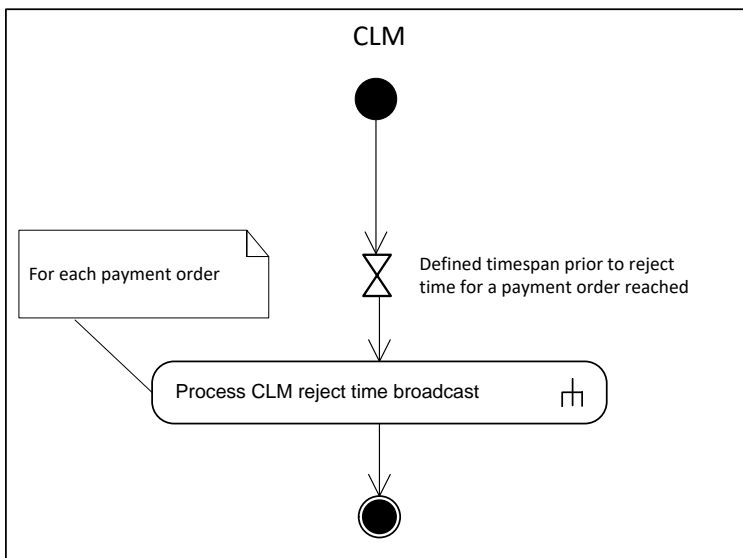 CLM
For each payment order
Defined timespan prior to reject
time for a payment order reached
Process CLM reject time broadcast